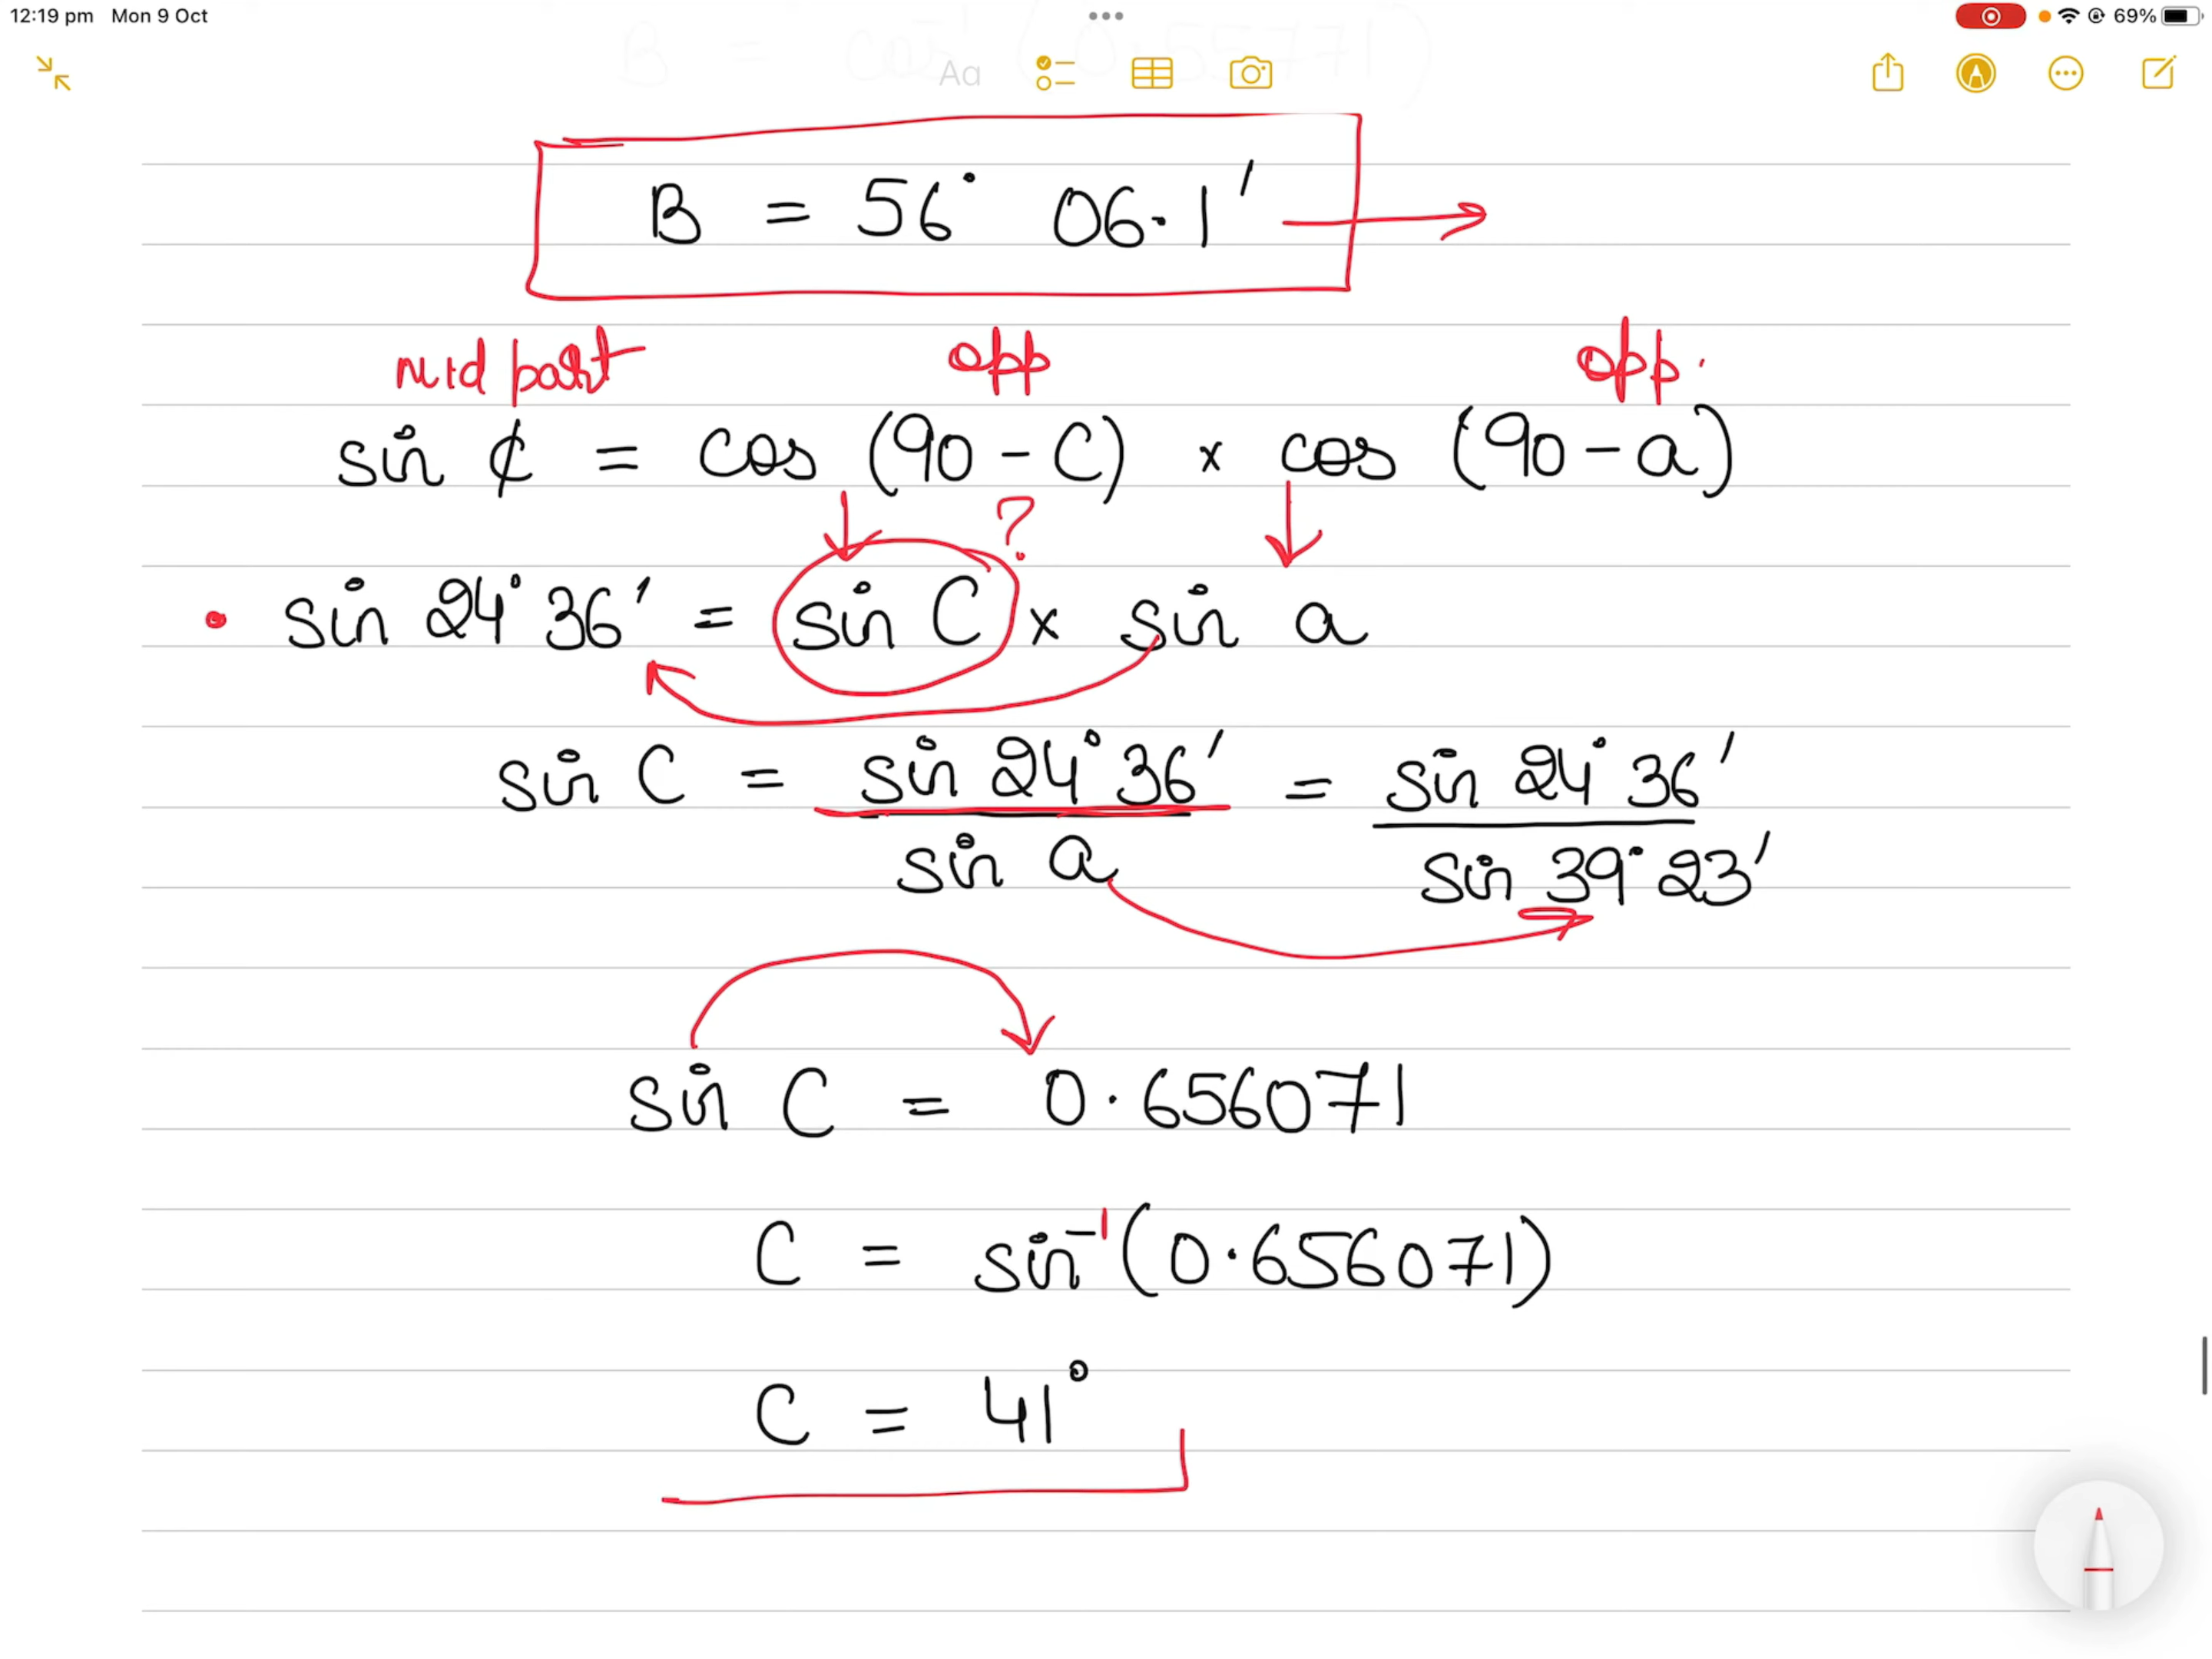 12:19 pm Mon 9 Oct
69%
Aa
B = 56° 06.1'
mid part opp opp.
sin ¢ = cos (90 - C) x cos (90 - a)
?
sin 24° 36' = sin C x sin a
sin C = sin 24° 36' = sin 24° 36'
sin a sin 39° 23'
sin C = 0.656071
C = sin⁻¹ (0.656071)
C = 41°